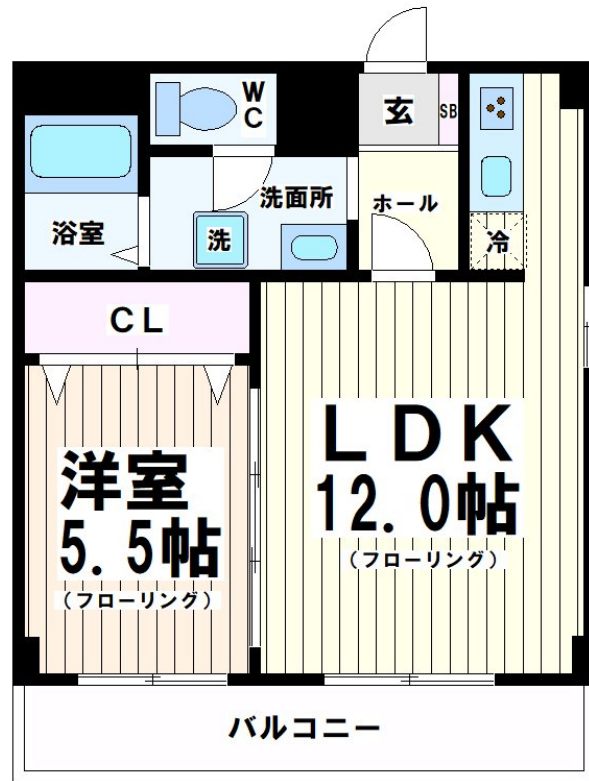 WC
玄
SB
洗面所
ホール
浴室
洗
冷
CL
LDK
12.0帖
(フローリング)
洋室
5.5帖
(フローリング)
バルコニー